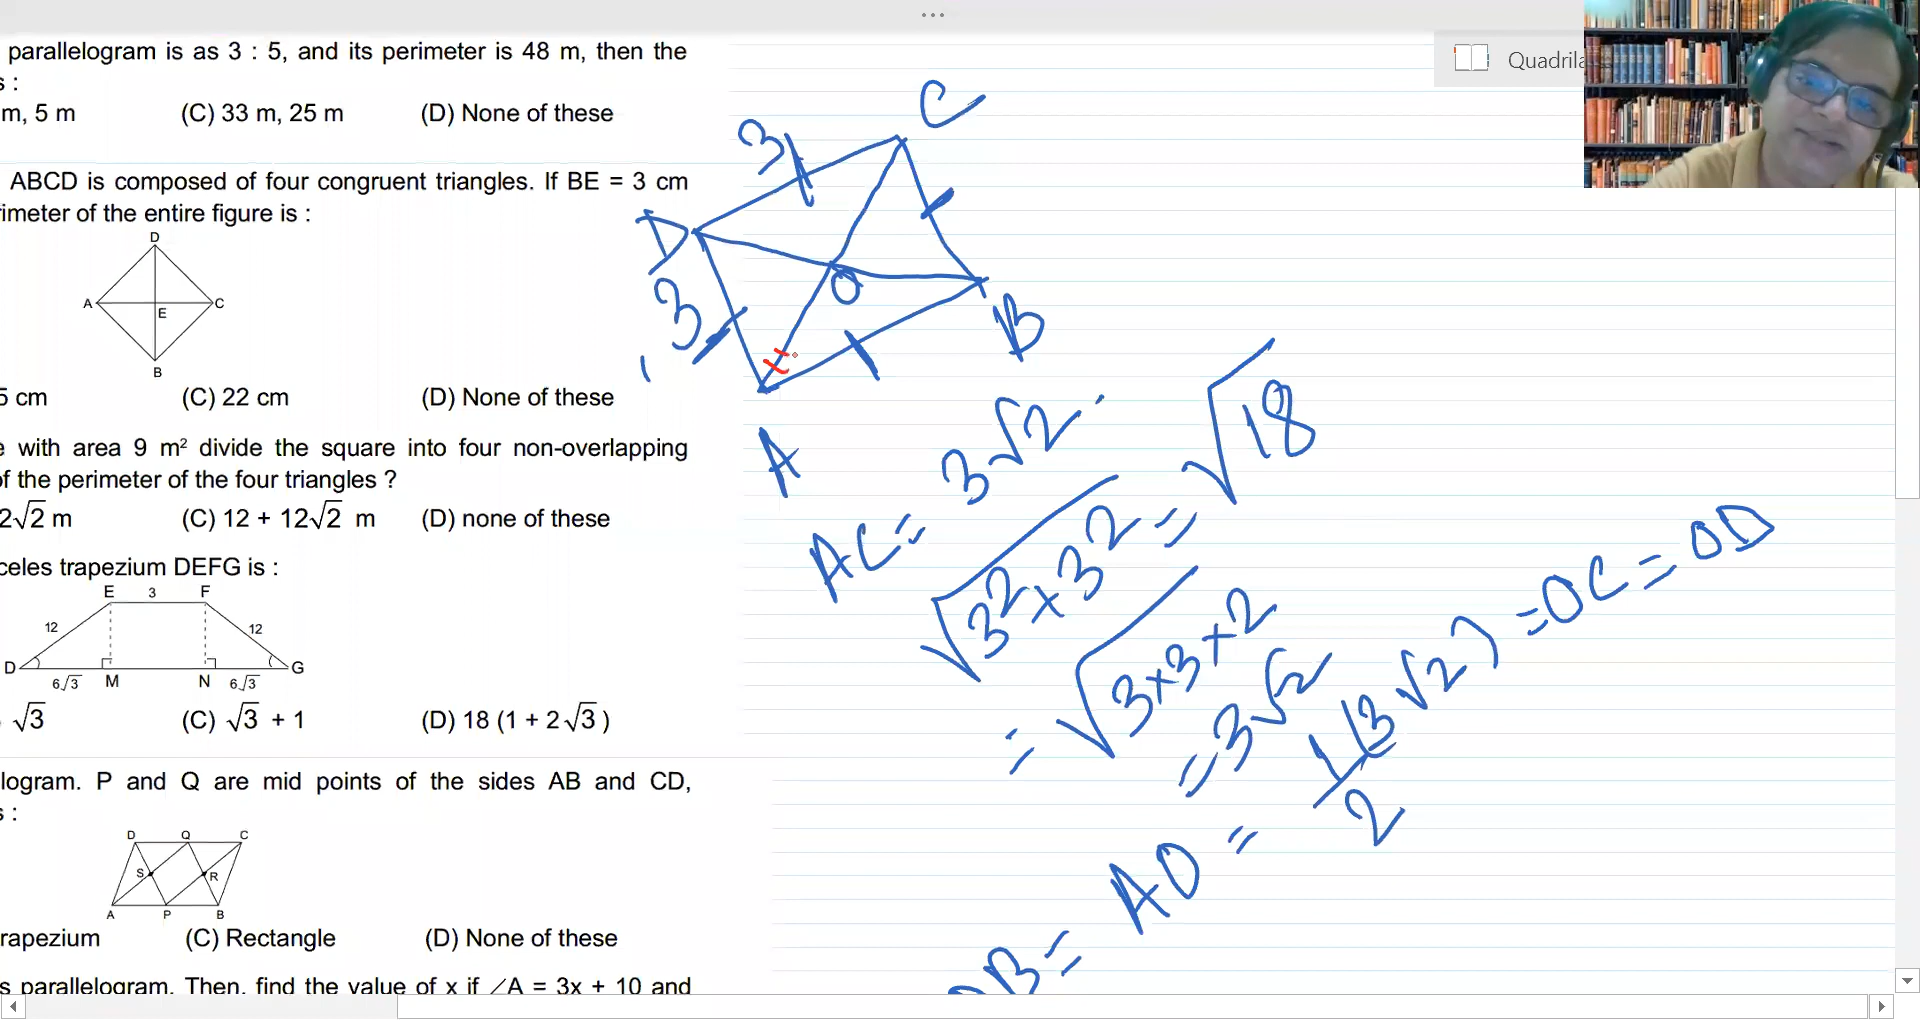 parallelogram is as 3 : 5, and its perimeter is 48 m, then the
s :
m, 5 m (C) 33 m, 25 m (D) None of these
ABCD is composed of four congruent triangles. If BE = 3 cm
rimeter of the entire figure is :
D
A C
E
B
5 cm (C) 22 cm (D) None of these
e with area 9 m² divide the square into four non-overlapping
of the perimeter of the four triangles ?
2√2 m (C) 12 + 12√2 m (D) none of these
celes trapezium DEFG is :
E 3 F
12 12
D G
6√3 M N 6√3
√3 (C) √3 + 1 (D) 18 (1 + 2√3)
logram. P and Q are mid points of the sides AB and CD,
s :
D Q C
S R
A P B
rapezium (C) Rectangle (D) None of these
s parallelogram. Then, find the value of x if ∠A = 3x + 10 and
Quadrila
C
3
D
O
3
B
A
AC = 3√2
√3² × 3² = √18
= √3×3×2
= 3√2
OB = AO = 1/2 (3√2) = OC = OD